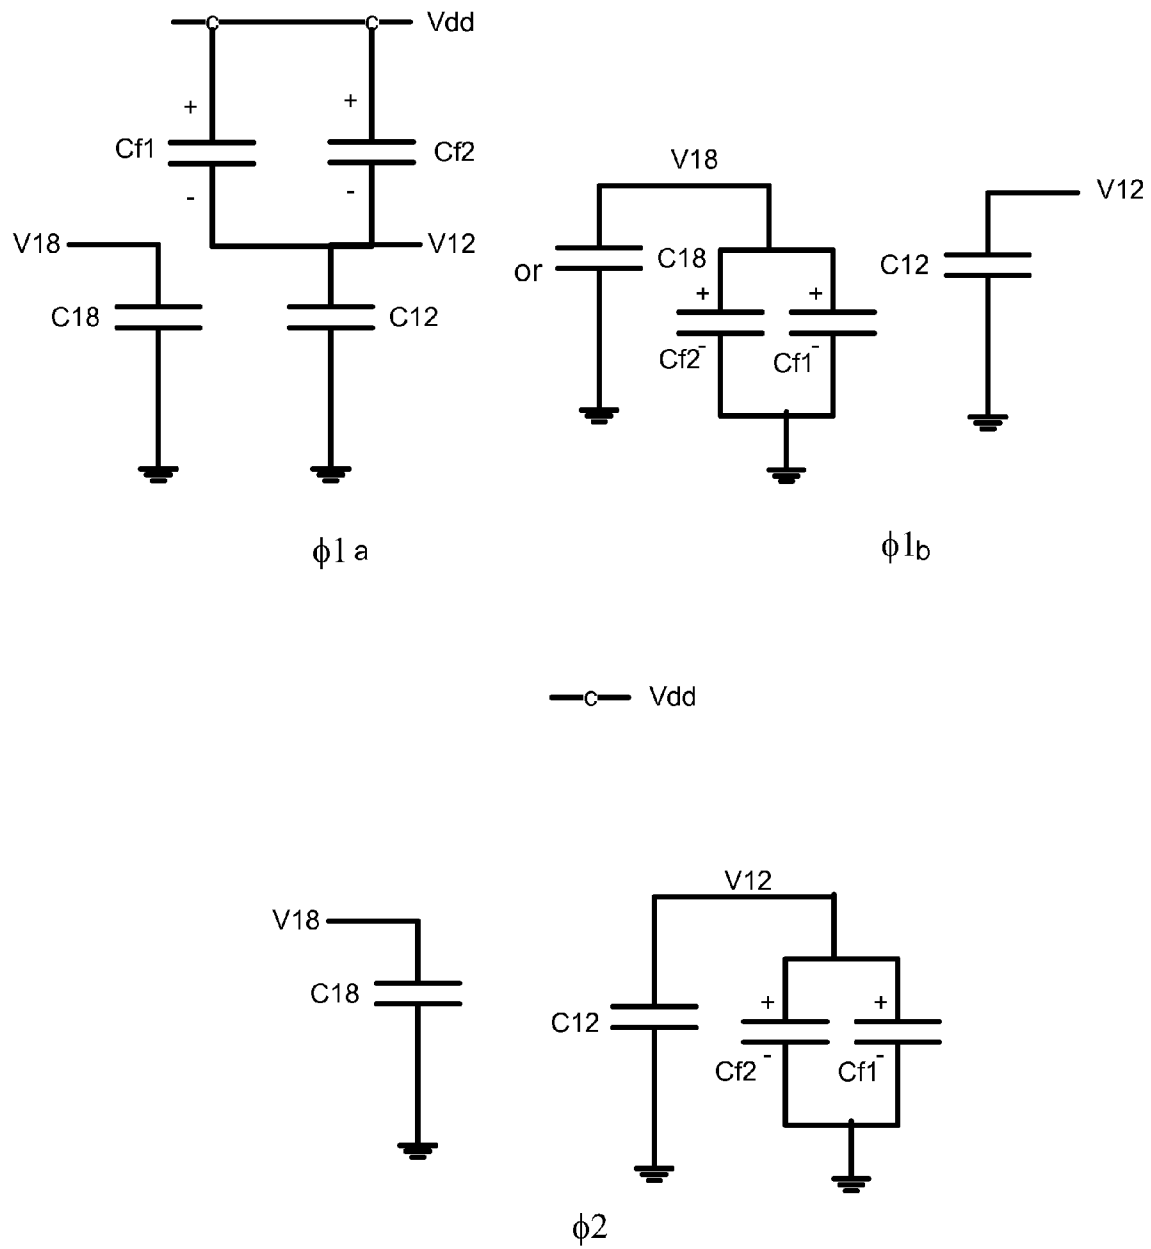 c c Vdd
+ +
Cf1 Cf2
- -
V18 V12
C18 C12
ϕ1 a
V18
V12
or C18 C12
+ +
Cf2 - Cf1 -
ϕ1b
c Vdd
V18
C18
V12
C12
+ +
Cf2 - Cf1 -
ϕ2